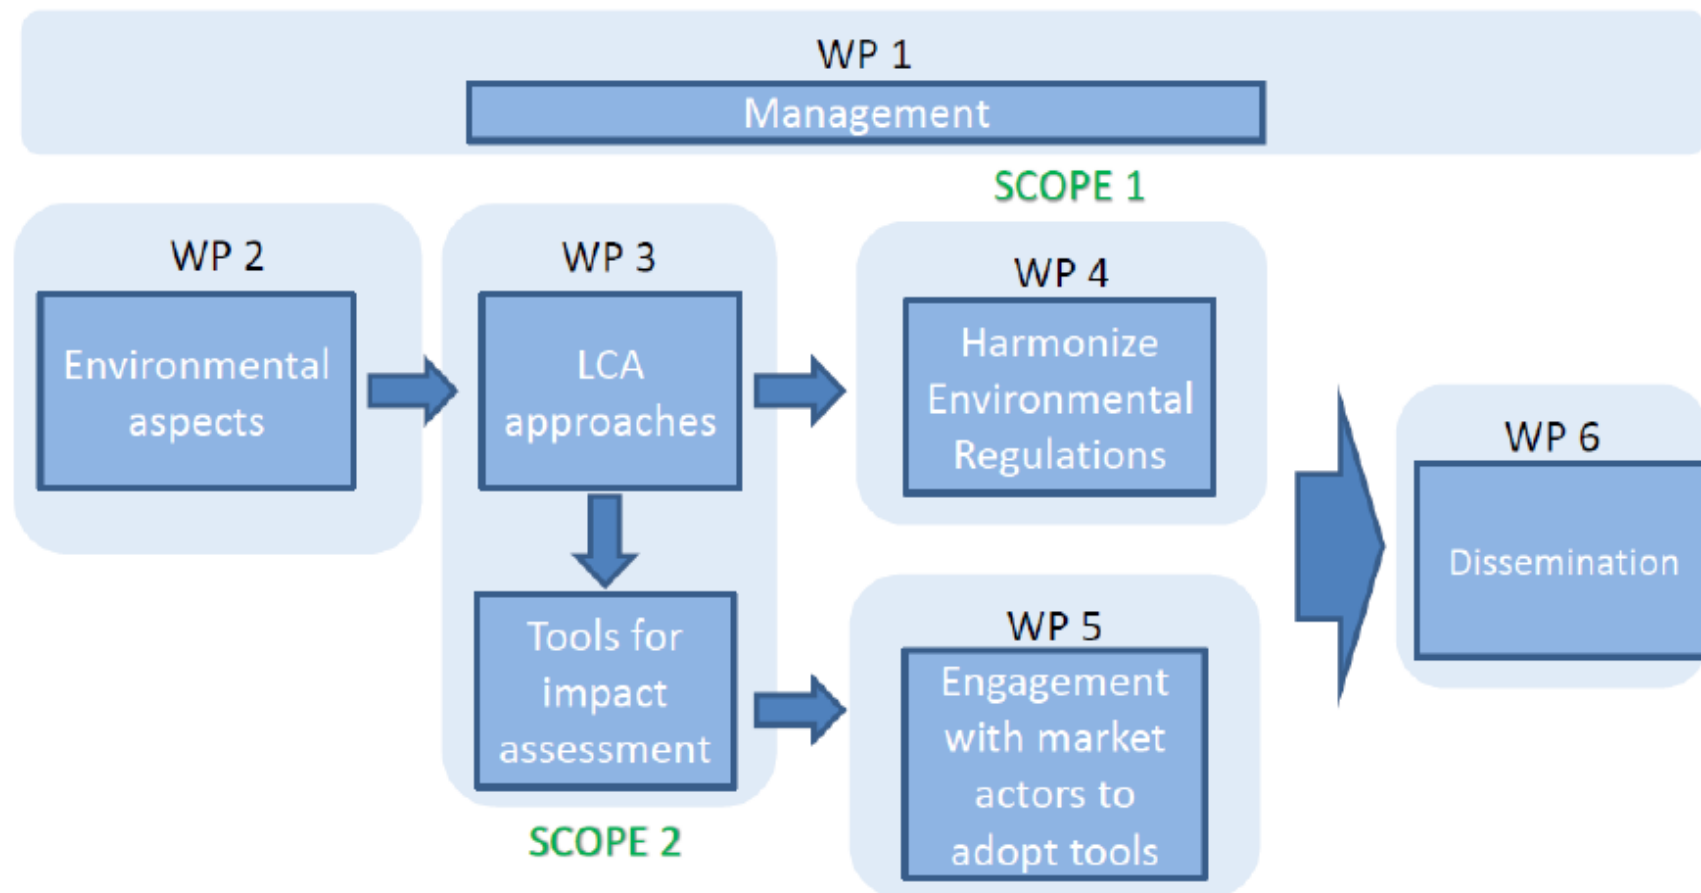 WP 1
Management
SCOPE 1
WP 2
Environmental
aspects
WP 3
LCA
approaches
Tools for
impact
assessment
SCOPE 2
WP 4
Harmonize
Environmental
Regulations
WP 5
Engagement
with market
actors to
adopt tools
WP 6
Dissemination